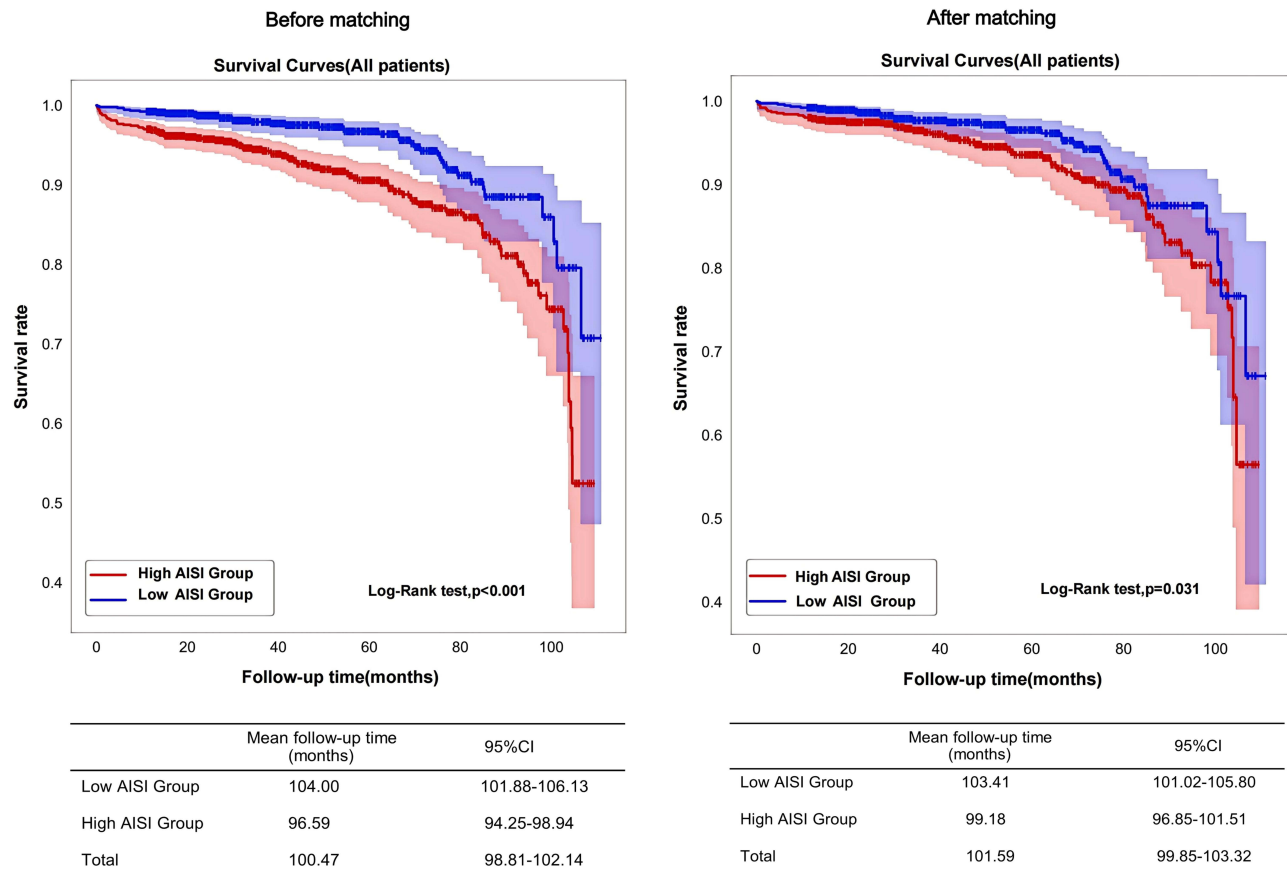 Before matching
Survival Curves(All patients)
1.0
0.9
0.8
0.7
0.6
0.5
0.4
Survival rate
High AISI Group
Low AISI Group
Log-Rank test,p<0.001
0 20 40 60 80 100
Follow-up time(months)
Mean follow-up time
(months)
95%CI
Low AISI Group 104.00 101.88-106.13
High AISI Group 96.59 94.25-98.94
Total 100.47 98.81-102.14
After matching
Survival Curves(All patients)
1.0
0.9
0.8
0.7
0.6
0.5
0.4
Survival rate
High AISI Group
Low AISI Group
Log-Rank test,p=0.031
0 20 40 60 80 100
Follow-up time(months)
Mean follow-up time
(months)
95%CI
Low AISI Group 103.41 101.02-105.80
High AISI Group 99.18 96.85-101.51
Total 101.59 99.85-103.32